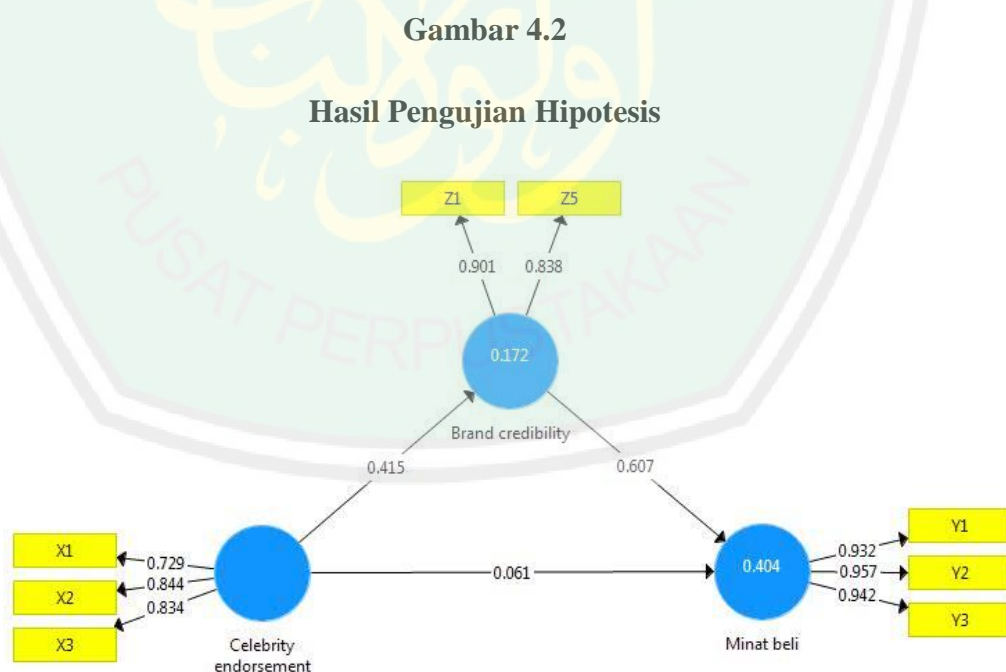 Gambar 4.2
Hasil Pengujian Hipotesis
PUSAT PERPUSTAKAAN
Z1 Z5
0.901 0.838
0.172
Brand credibility
0.415 0.607
X1
0.729
X2
0.844
0.834
X3
Celebrity
endorsement
0.061
0.404
Minat beli
0.932
Y1
0.957
Y2
0.942
Y3